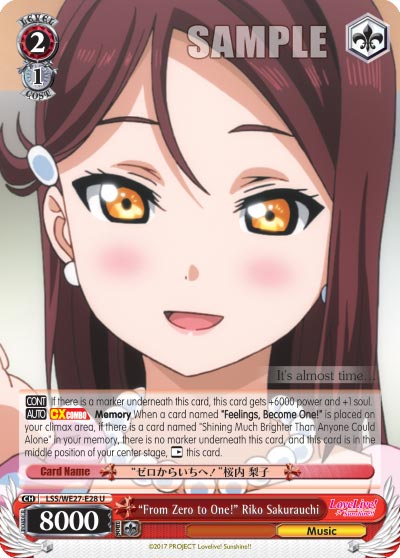 LEVEL
2
1
COST
SAMPLE
It's almost time...
CONT If there is a marker underneath this card, this card gets +6000 power and +1 soul.
AUTO CXCOMBO Memory When a card named "Feelings, Become One!" is placed
on your climax area, if there is a card named "Shining Much Brighter Than Anyone Could
Alone" in your memory, there is no marker underneath this card, and this card is in the
middle position of your center stage, this card.
Card Name
"ゼロからいちへ!" 桜内 梨子
CH LSS/WE27-E28 U
"From Zero to One!" Riko Sakurauchi
LoveLive!
Sunshine!!
POWER
8000
SOUL
Music
©2017 PROJECT Lovelive! Sunshine!!